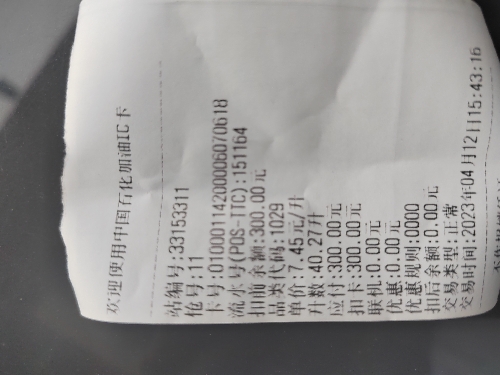 欢迎使用中国石化加油IC卡
站编号:33153311
枪号:11
卡号:0100011420000607​0618
流水号(POS-TTC):151164
扣前余额:300.00元
品类代码:1029
单价:7.45元/升
升数:40.27升
应付:300.00元
扣卡:300.00元
联机:0.00元
优惠:0.00元
优惠规则:0000
扣后余额:0.00元
交易类型:正常
交易时间:2023年04月12日15:43:16